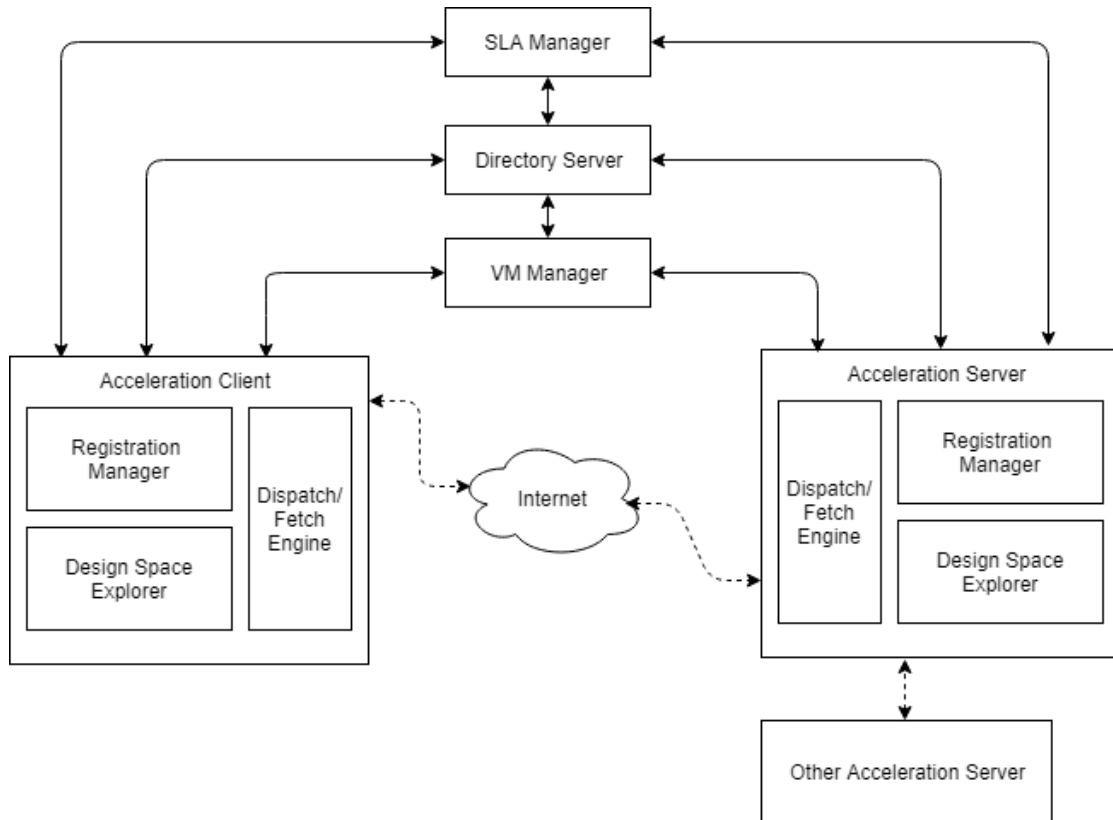 SLA Manager
Directory Server
VM Manager
Acceleration Client
Registration
Manager
Design Space
Explorer
Dispatch/
Fetch
Engine
Internet
Acceleration Server
Dispatch/
Fetch
Engine
Registration
Manager
Design Space
Explorer
Other Acceleration Server